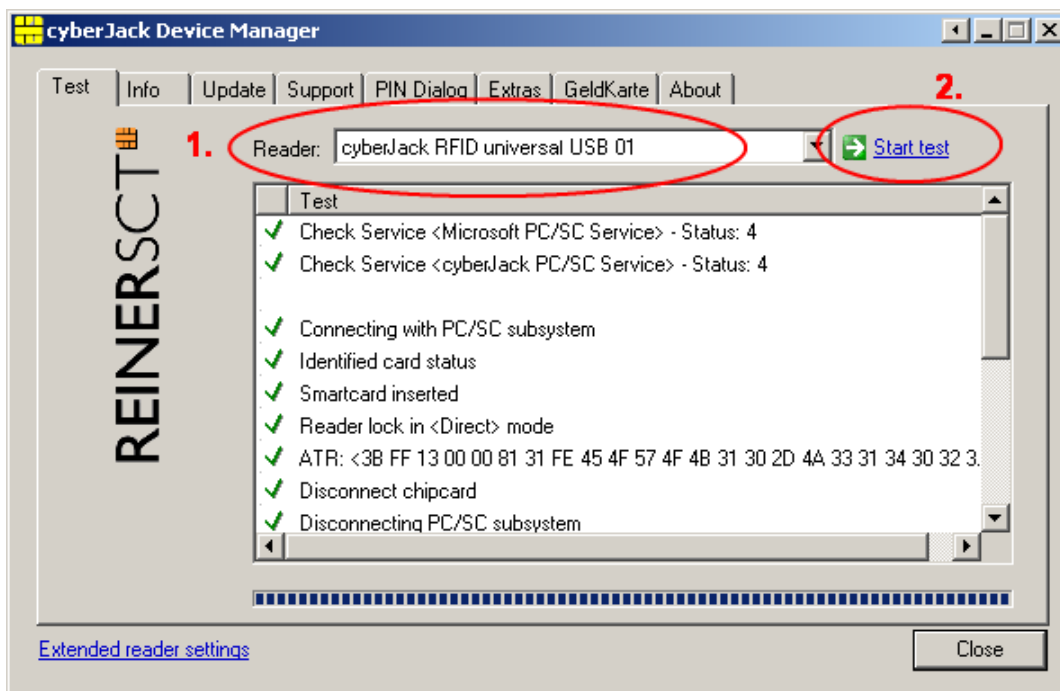 cyberJack Device Manager
Test Info Update Support PIN Dialog Extras GeldKarte About
2.
1.
Reader: cyberJack RFID universal USB 01 Start test
REINERSCT
Test
Check Service <Microsoft PC/SC Service> - Status: 4
Check Service <cyberJack PC/SC Service> - Status: 4
Connecting with PC/SC subsystem
Identified card status
Smartcard inserted
Reader lock in <Direct> mode
ATR: <3B FF 13 00 00 81 31 FE 45 4F 57 4F 4B 31 30 2D 4A 33 31 34 30 32 3.
Disconnect chipcard
Disconnecting PC/SC subsystem
Extended reader settings
Close